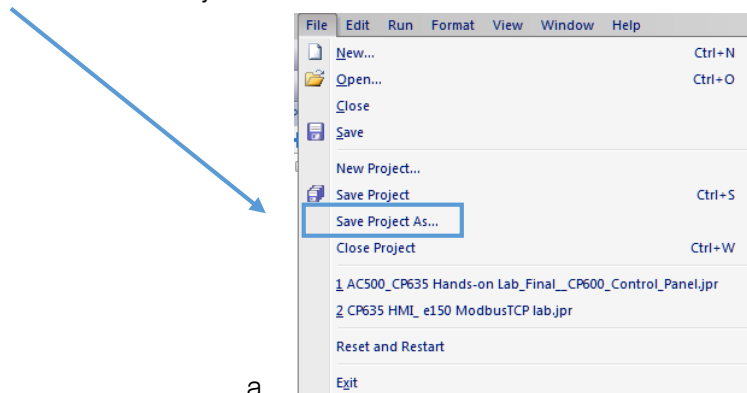 File Edit Run Format View Window Help
New... Ctrl+N
Open... Ctrl+O
Close
Save
New Project...
Save Project Ctrl+S
Save Project As...
Close Project Ctrl+W
1 AC500_CP635 Hands-on Lab_Final__CP600_Control_Panel.jpr
2 CP635 HMI_ e150 ModbusTCP lab.jpr
Reset and Restart
a Exit